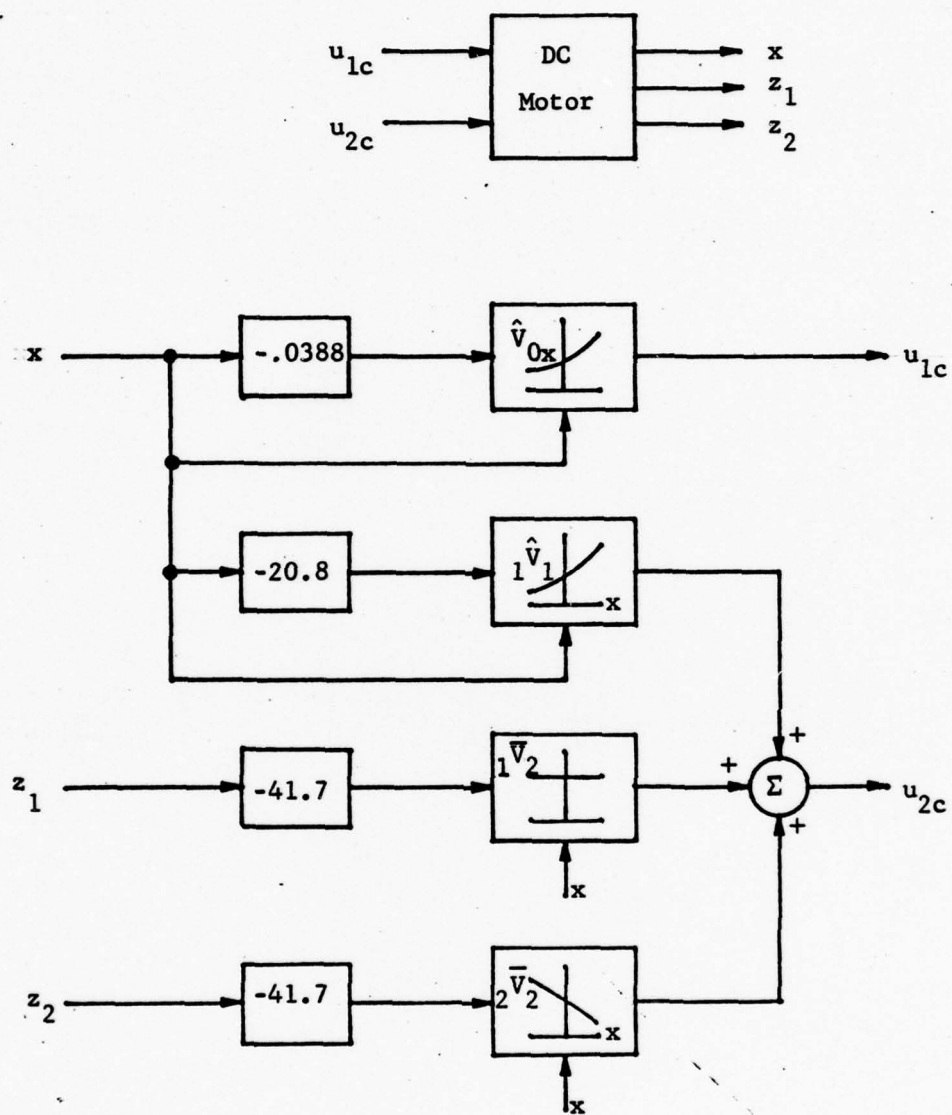 u1c
DC
Motor
x
z1
u2c
z2
x
-.0388
V̂0x
u1c
-20.8
1V̂1
x
z1
-41.7
1V̄2
+
+
Σ
u2c
+
x
z2
-41.7
2V̄2
x
x